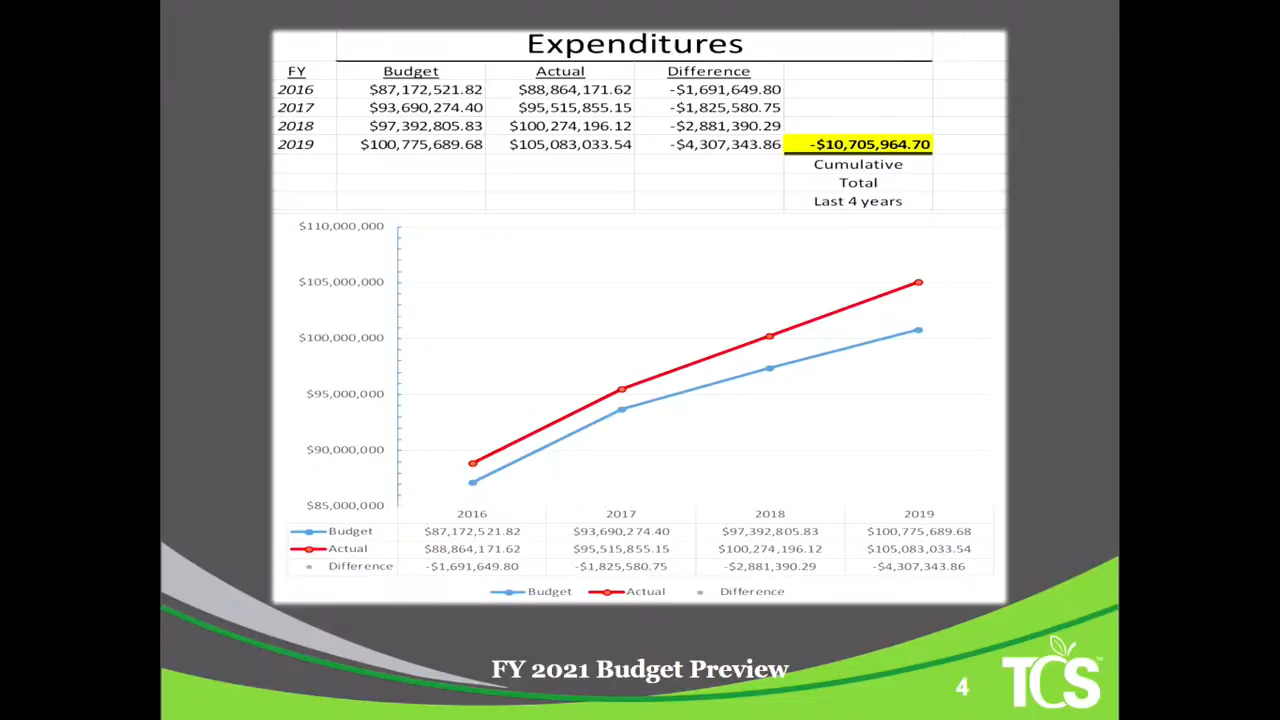 Expenditures
FY Budget Actual Difference
2016 $87,172,521.82 $88,864,171.62 -$1,691,649.80
2017 $93,690,274.40 $95,515,855.15 -$1,825,580.75
2018 $97,392,805.83 $100,274,196.12 -$2,881,390.29
2019 $100,775,689.68 $105,083,033.54 -$4,307,343.86 -$10,705,964.70
Cumulative
Total
Last 4 years
$110,000,000
$105,000,000
$100,000,000
$95,000,000
$90,000,000
$85,000,000
2016 2017 2018 2019
Budget $87,172,521.82 $93,690,274.40 $97,392,805.83 $100,775,689.68
Actual $88,864,171.62 $95,515,855.15 $100,274,196.12 $105,083,033.54
Difference -$1,691,649.80 -$1,825,580.75 -$2,881,390.29 -$4,307,343.86
Budget Actual Difference
FY 2021 Budget Preview
4
TCS™